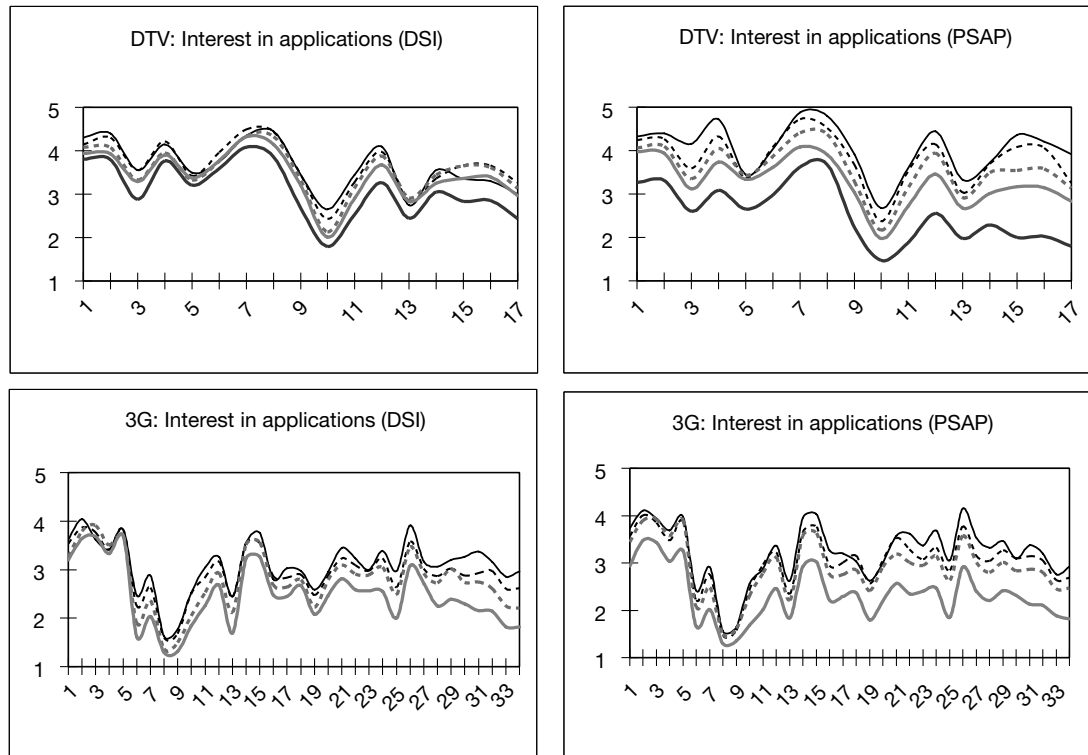 DTV: Interest in applications (DSI)
5
4
3
2
1
1 3 5 7 9 11 13 15 17
DTV: Interest in applications (PSAP)
5
4
3
2
1
1 3 5 7 9 11 13 15 17
3G: Interest in applications (DSI)
5
4
3
2
1
1 3 5 7 9 11 13 15 17 19 21 23 25 27 29 31 33
3G: Interest in applications (PSAP)
5
4
3
2
1
1 3 5 7 9 11 13 15 17 19 21 23 25 27 29 31 33